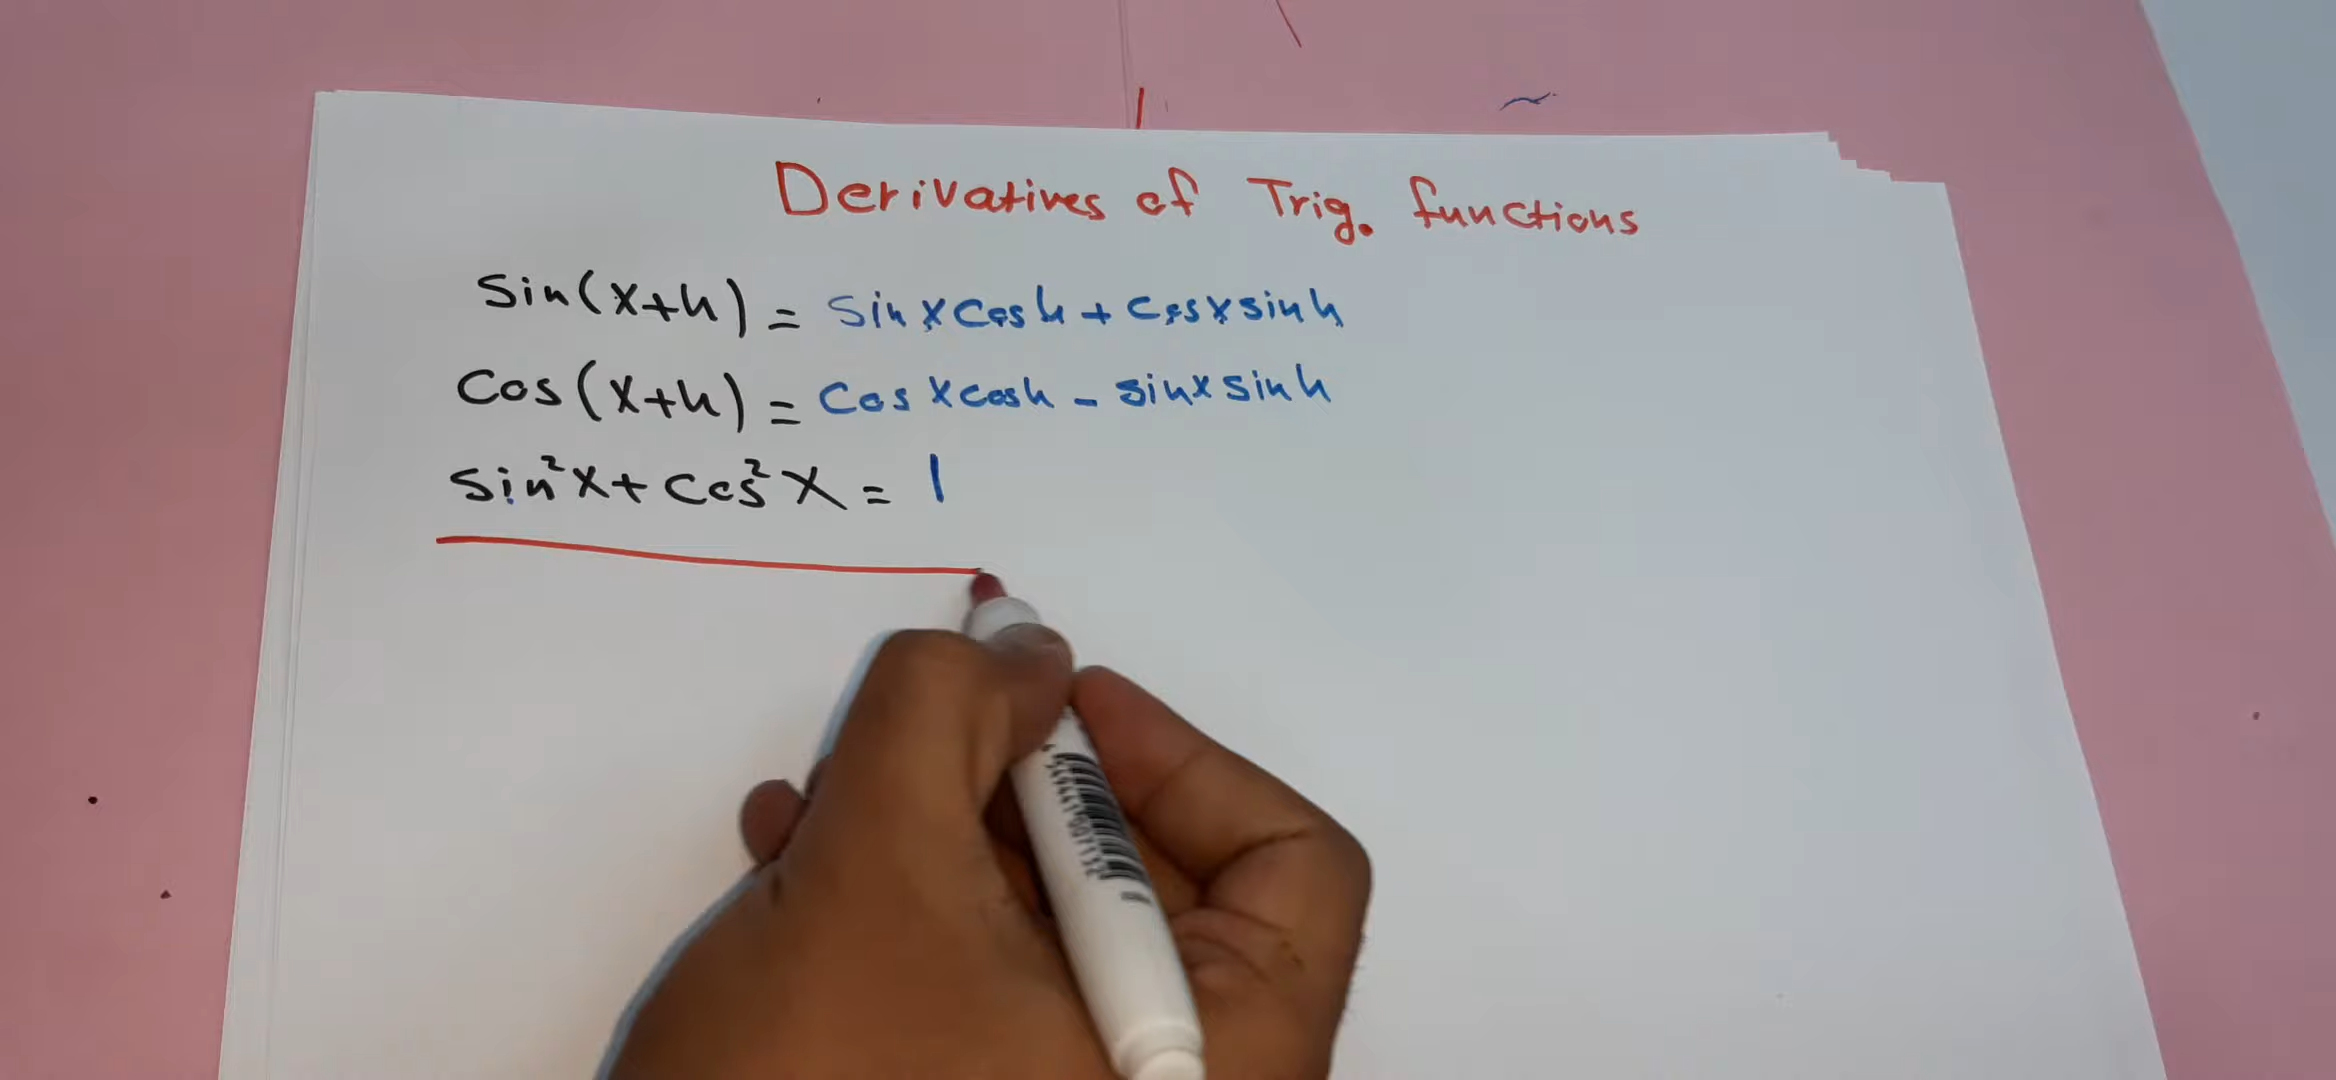 Derivatives of Trig. functions
Sin(x+h) = Sin x cos h + cos x sin h
Cos(x+h) = Cos x cos h - sin x sin h
Sin²x + Cos²x = 1